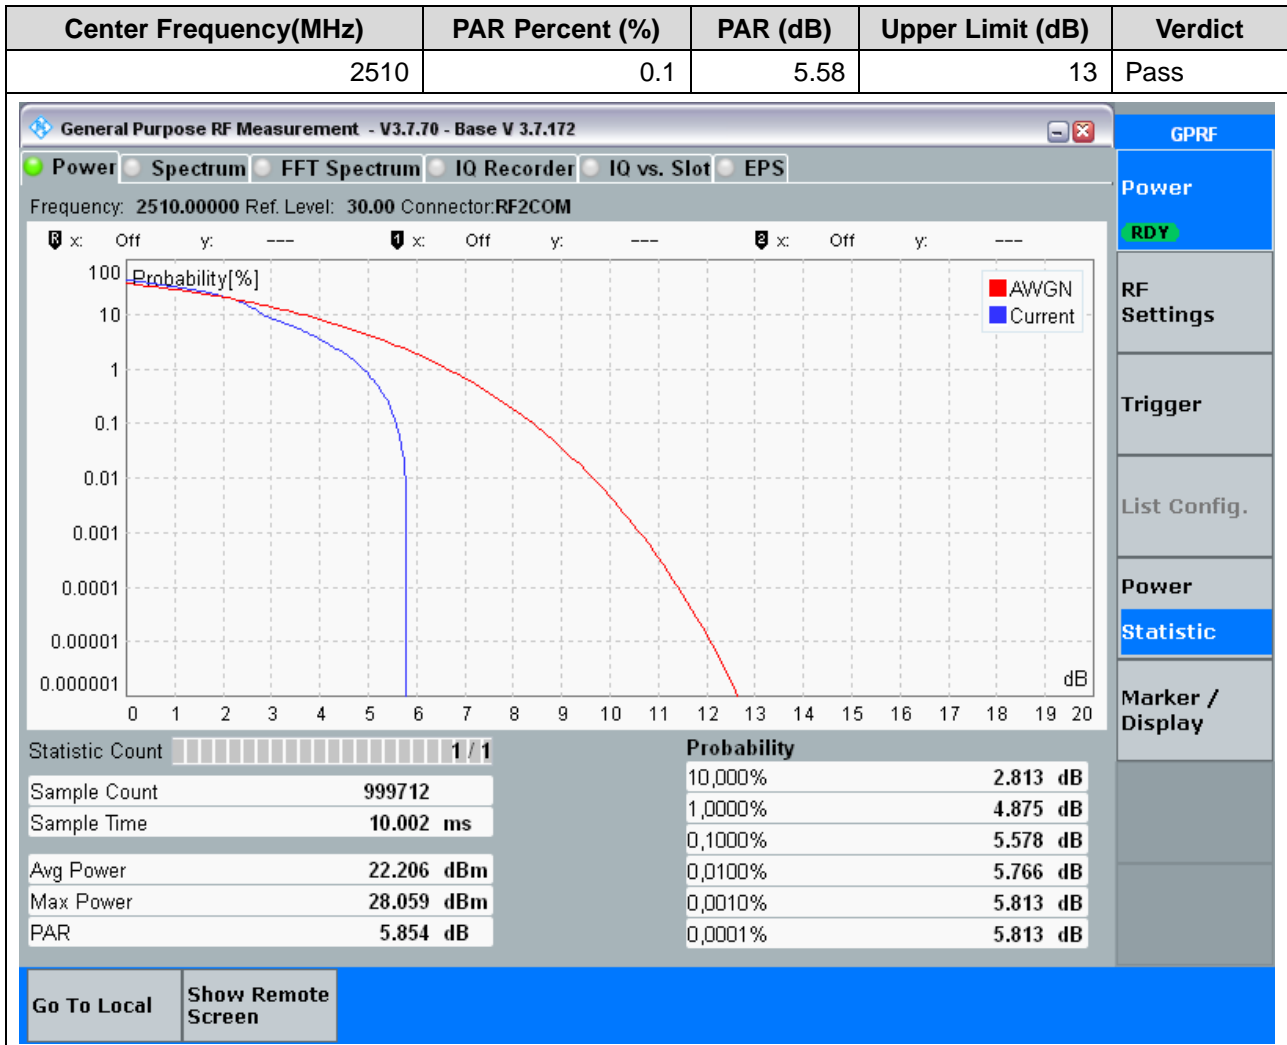 Center Frequency(MHz) PAR Percent (%) PAR (dB) Upper Limit (dB) Verdict
2510 0.1 5.58 13 Pass
General Purpose RF Measurement - V3.7.70 - Base V 3.7.172
GPRF
Power Spectrum FFT Spectrum IQ Recorder IQ vs. Slot EPS
Power
RDY
Frequency: 2510.00000 Ref. Level: 30.00 Connector:RF2COM
R x: Off y: --- 1 x: Off y: --- 2 x: Off y: ---
Probability[%]
AWGN
Current
100
10
1
0.1
0.01
0.001
0.0001
0.00001
0.000001
dB
0 1 2 3 4 5 6 7 8 9 10 11 12 13 14 15 16 17 18 19 20
RF
Settings
Trigger
List Config.
Power
Statistic
Marker /
Display
Statistic Count 1 / 1
Sample Count 999712
Sample Time 10.002 ms
Avg Power 22.206 dBm
Max Power 28.059 dBm
PAR 5.854 dB
Probability
10,000% 2.813 dB
1,0000% 4.875 dB
0,1000% 5.578 dB
0,0100% 5.766 dB
0,0010% 5.813 dB
0,0001% 5.813 dB
Go To Local
Show Remote
Screen